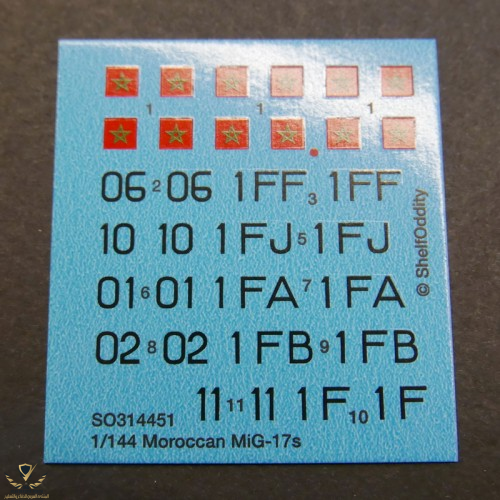 1 1 1
06 2 06 1FF 3 1FF
10 10 1FJ 5 1FJ
01 6 01 1FA 7 1FA
02 8 02 1FB 9 1FB
11 11 11 1F 10 1F
SO314451
1/144 Moroccan MiG-17s
© ShelfOddity